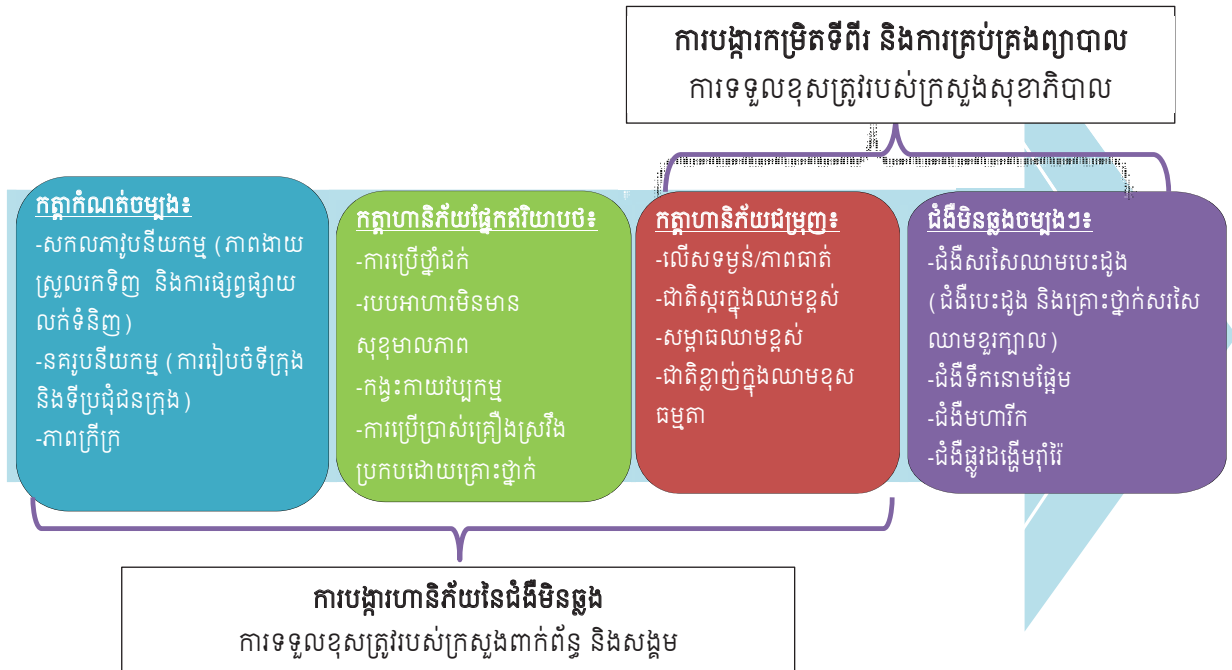 ការបង្ការកម្រិតទីពីរ និងការគ្រប់គ្រងព្យាបាល
ការទទួលខុសត្រូវរបស់ក្រសួងសុខាភិបាល
កត្តាកំណត់ចម្បង៖
-សកលភាវូបនីយកម្ម (ភាពងាយ
ស្រួលរកទិញ និងការផ្សព្វផ្សាយ
លក់ទំនិញ)
-នគរូបនីយកម្ម (ការរៀបចំទីក្រុង
និងទីប្រជុំជនក្រុង)
-ភាពក្រីក្រ
កត្តាហានិភ័យផ្នែកឥរិយាបថ៖
-ការប្រើថ្នាំជក់
-របបអាហារមិនមាន
សុខុមាលភាព
-កង្វះកាយវប្បកម្ម
-ការប្រើប្រាស់គ្រឿងស្រវឹង
ប្រកបដោយគ្រោះថ្នាក់
កត្តាហានិភ័យជម្រុញ៖
-លើសទម្ងន់/ភាពធាត់
-ជាតិស្ករក្នុងឈាមខ្ពស់
-សម្ពាធឈាមខ្ពស់
-ជាតិខ្លាញ់ក្នុងឈាមខុស
ធម្មតា
ជំងឺមិនឆ្លងចម្បងៗ៖
-ជំងឺសរសៃឈាមបេះដូង
(ជំងឺបេះដូង និងគ្រោះថ្នាក់សរសៃ
ឈាមខួរក្បាល)
-ជំងឺទឹកនោមផ្អែម
-ជំងឺមហារីក
-ជំងឺផ្លូវដង្ហើមរ៉ាំរ៉ៃ
ការបង្ការហានិភ័យនៃជំងឺមិនឆ្លង
ការទទួលខុសត្រូវរបស់ក្រសួងពាក់ព័ន្ធ និងសង្គម